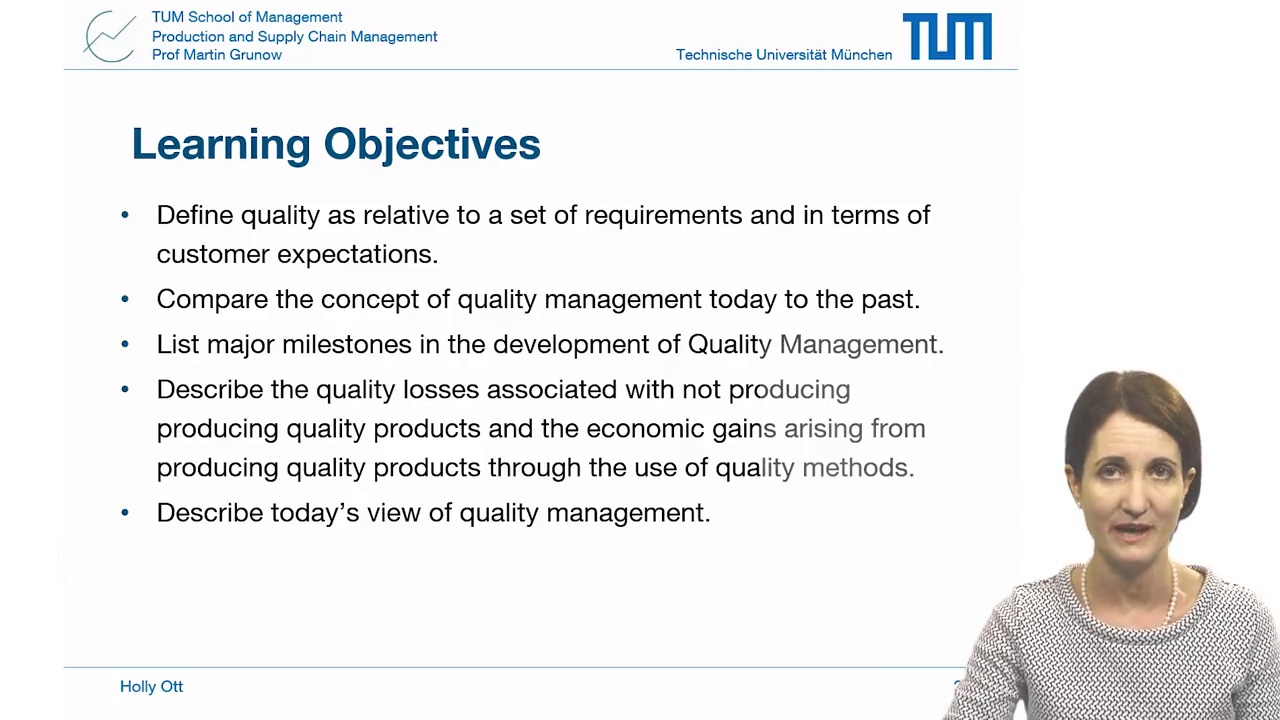 TUM School of Management
Production and Supply Chain Management
Prof Martin Grunow
Technische Universität München
TUM
Learning Objectives
• Define quality as relative to a set of requirements and in terms of
customer expectations.
• Compare the concept of quality management today to the past.
• List major milestones in the development of Quality Management.
• Describe the quality losses associated with not producing
producing quality products and the economic gains arising from
producing quality products through the use of quality methods.
• Describe today's view of quality management.
Holly Ott